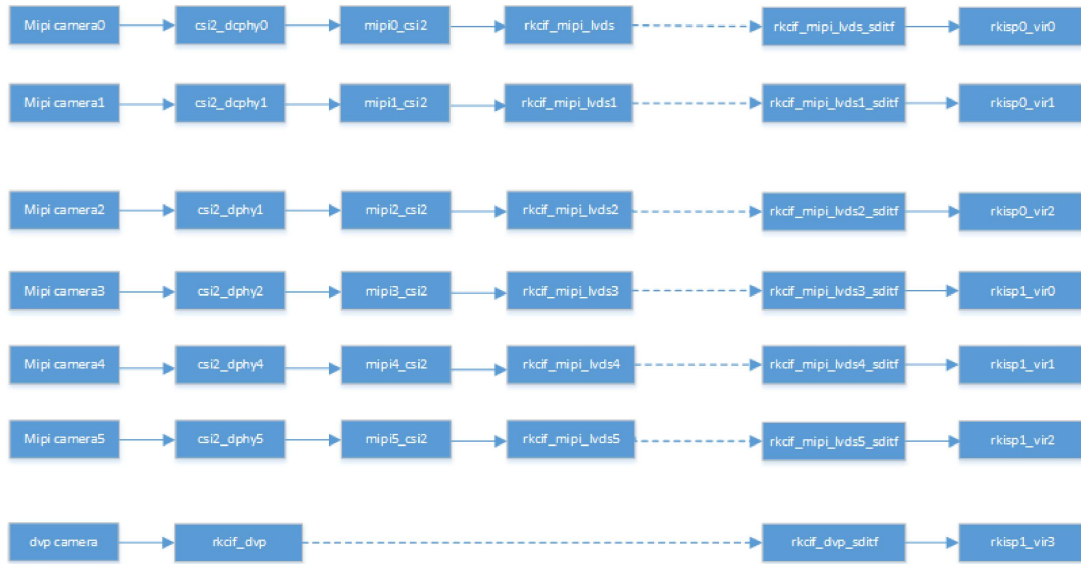 Mipi camera0 csi2_dcphy0 mipi0_csi2 rkcif_mipi_lvds rkcif_mipi_lvds_sditf rkisp0_vir0
Mipi camera1 csi2_dcphy1 mipi1_csi2 rkcif_mipi_lvds1 rkcif_mipi_lvds1_sditf rkisp0_vir1
Mipi camera2 csi2_dphy1 mipi2_csi2 rkcif_mipi_lvds2 rkcif_mipi_lvds2_sditf rkisp0_vir2
Mipi camera3 csi2_dphy2 mipi3_csi2 rkcif_mipi_lvds3 rkcif_mipi_lvds3_sditf rkisp1_vir0
Mipi camera4 csi2_dphy4 mipi4_csi2 rkcif_mipi_lvds4 rkcif_mipi_lvds4_sditf rkisp1_vir1
Mipi camera5 csi2_dphy5 mipi5_csi2 rkcif_mipi_lvds5 rkcif_mipi_lvds5_sditf rkisp1_vir2
dvp camera rkcif_dvp rkcif_dvp_sditf rkisp1_vir3